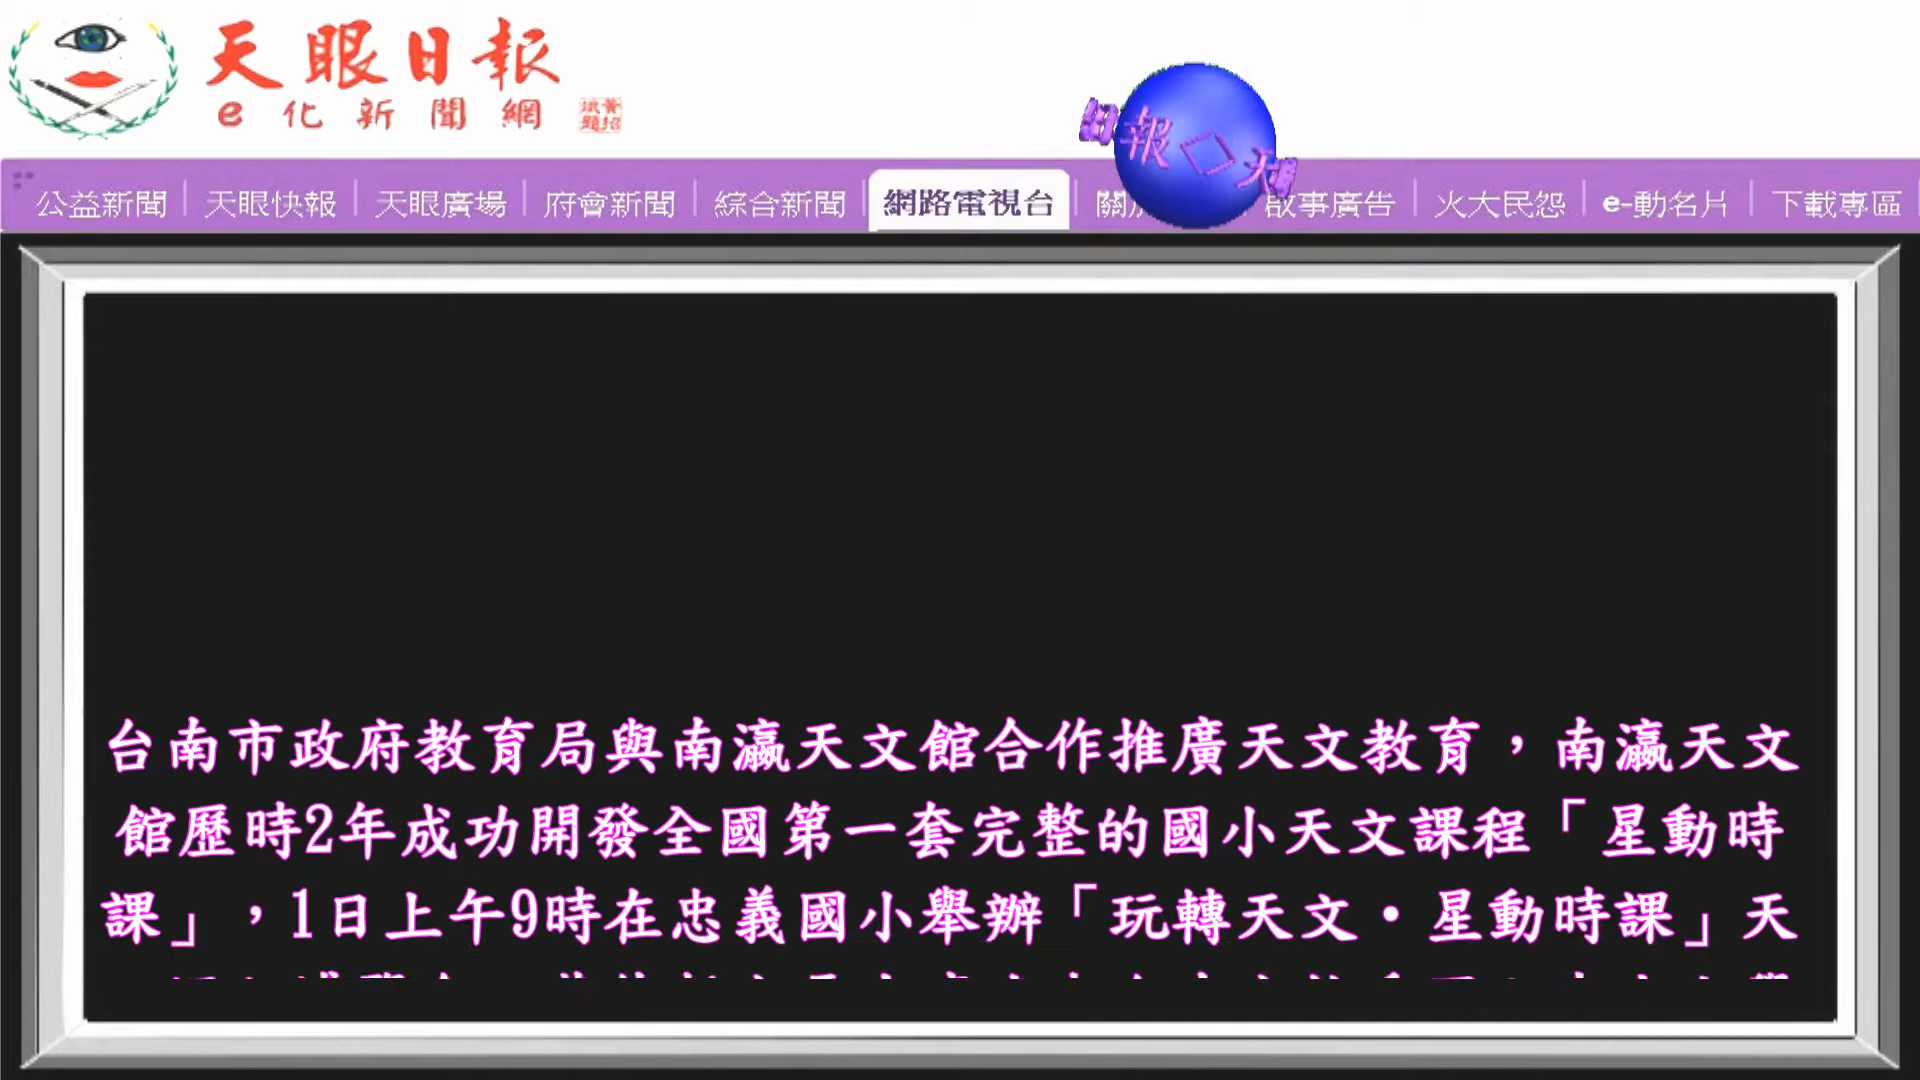 天眼日報
e化新聞網
公益新聞 天眼快報 天眼廣場 府會新聞 綜合新聞 網路電視台 啟事廣告 火大民怨 e-動名片 下載專區
台南市政府教育局與南瀛天文館合作推廣天文教育，南瀛天文
館歷時2年成功開發全國第一套完整的國小天文課程「星動時
課」，1日上午9時在忠義國小舉辦「玩轉天文•星動時課」天